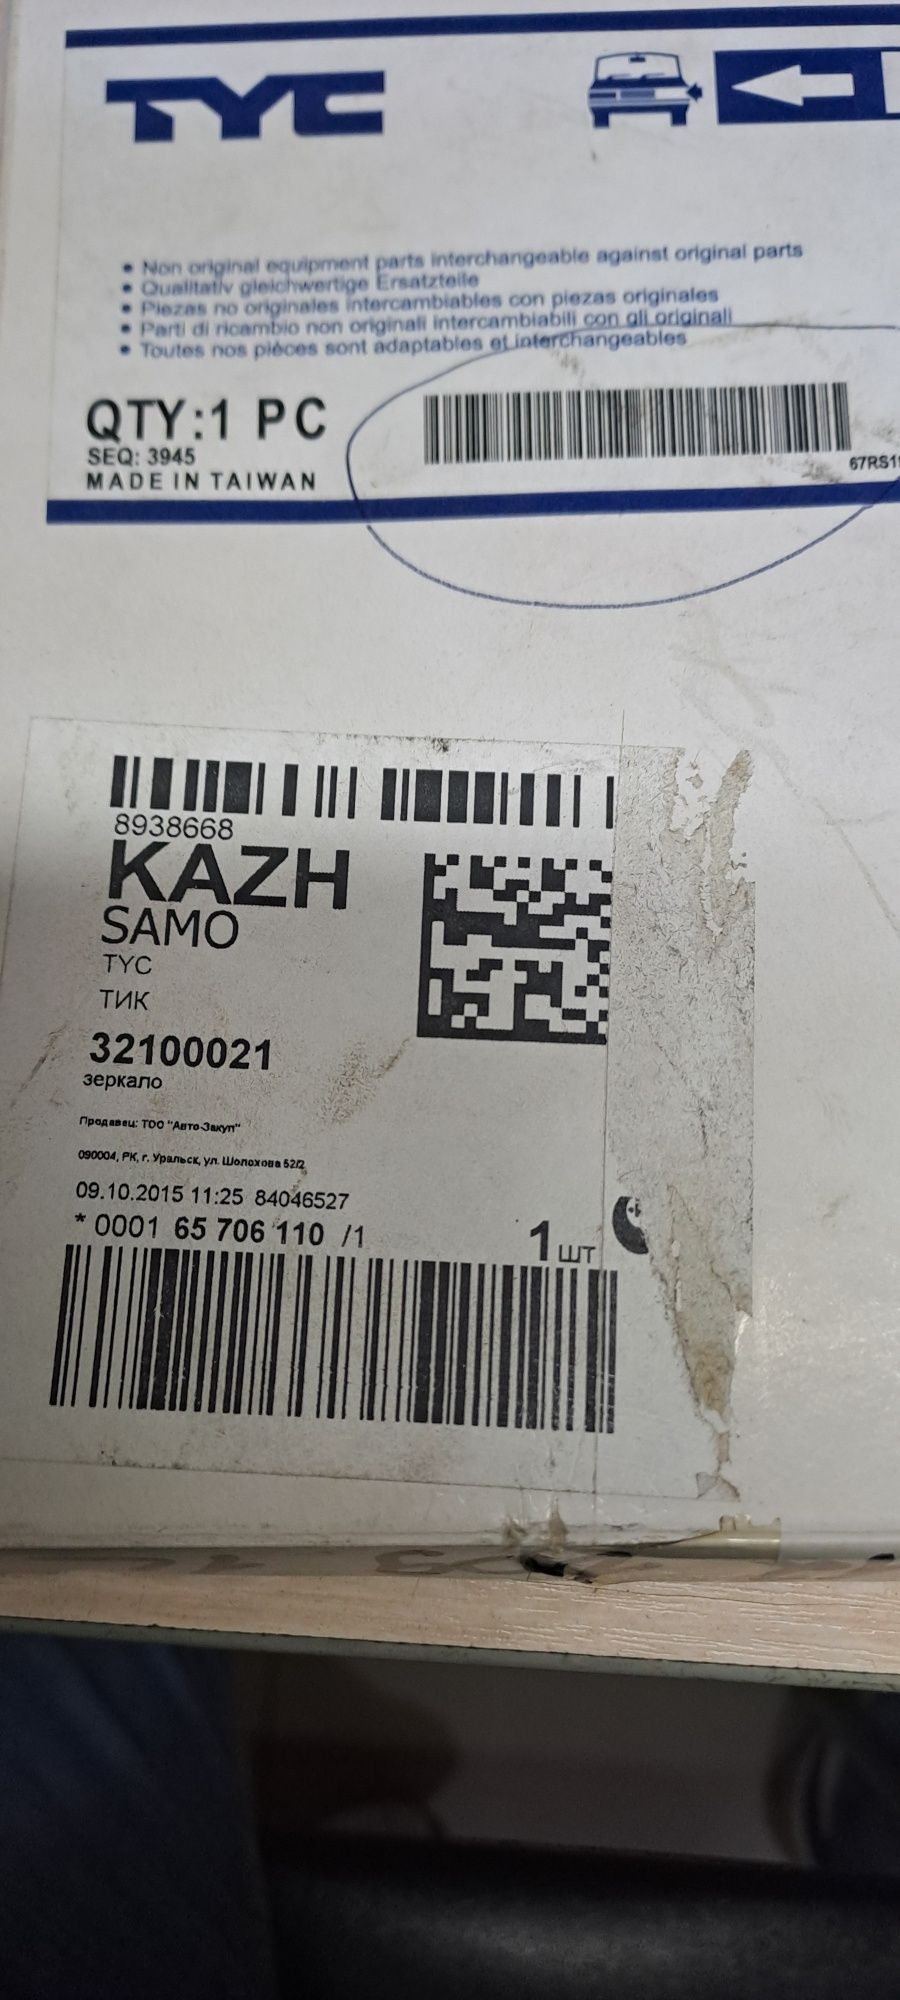 TYC
• Non original equipment parts interchangeable against original parts
• Qualitativ gleichwertige Ersatzteile
• Piezas no originales intercambiables con piezas originales
• Parti di ricambio non originali intercambiabili con gli originali
• Toutes nos pièces sont adaptables et interchangeables
QTY:1 PC
SEQ: 3945
MADE IN TAIWAN
8938668
KAZH
SAMO
TYC
ТИК
32100021
зеркало
Продавец: ТОО "Авто-Закуп"
090004, РК, г. Уральск, ул. Шолохова 52/2
09.10.2015 11:25 84046527
* 0001 65 706 110 /1
1 шт